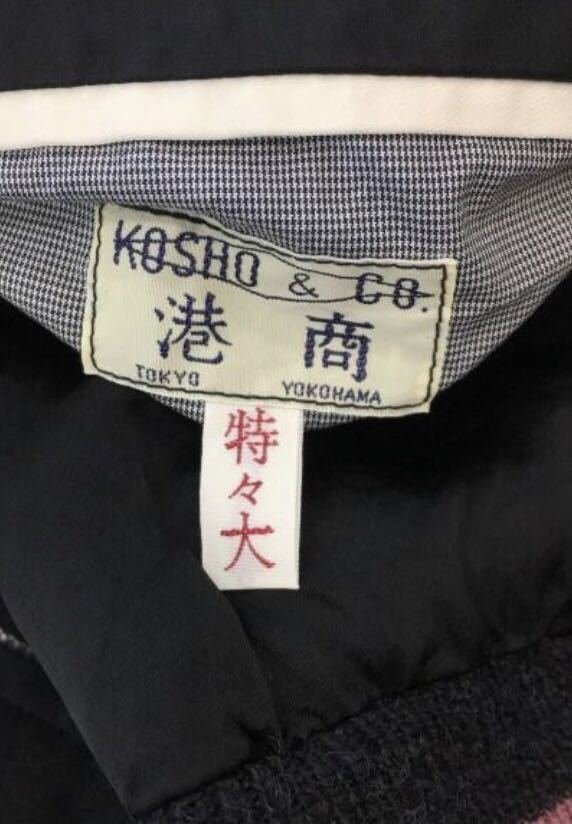 KOSHO & CO.
港商
TOKYO YOKOHAMA
特々大